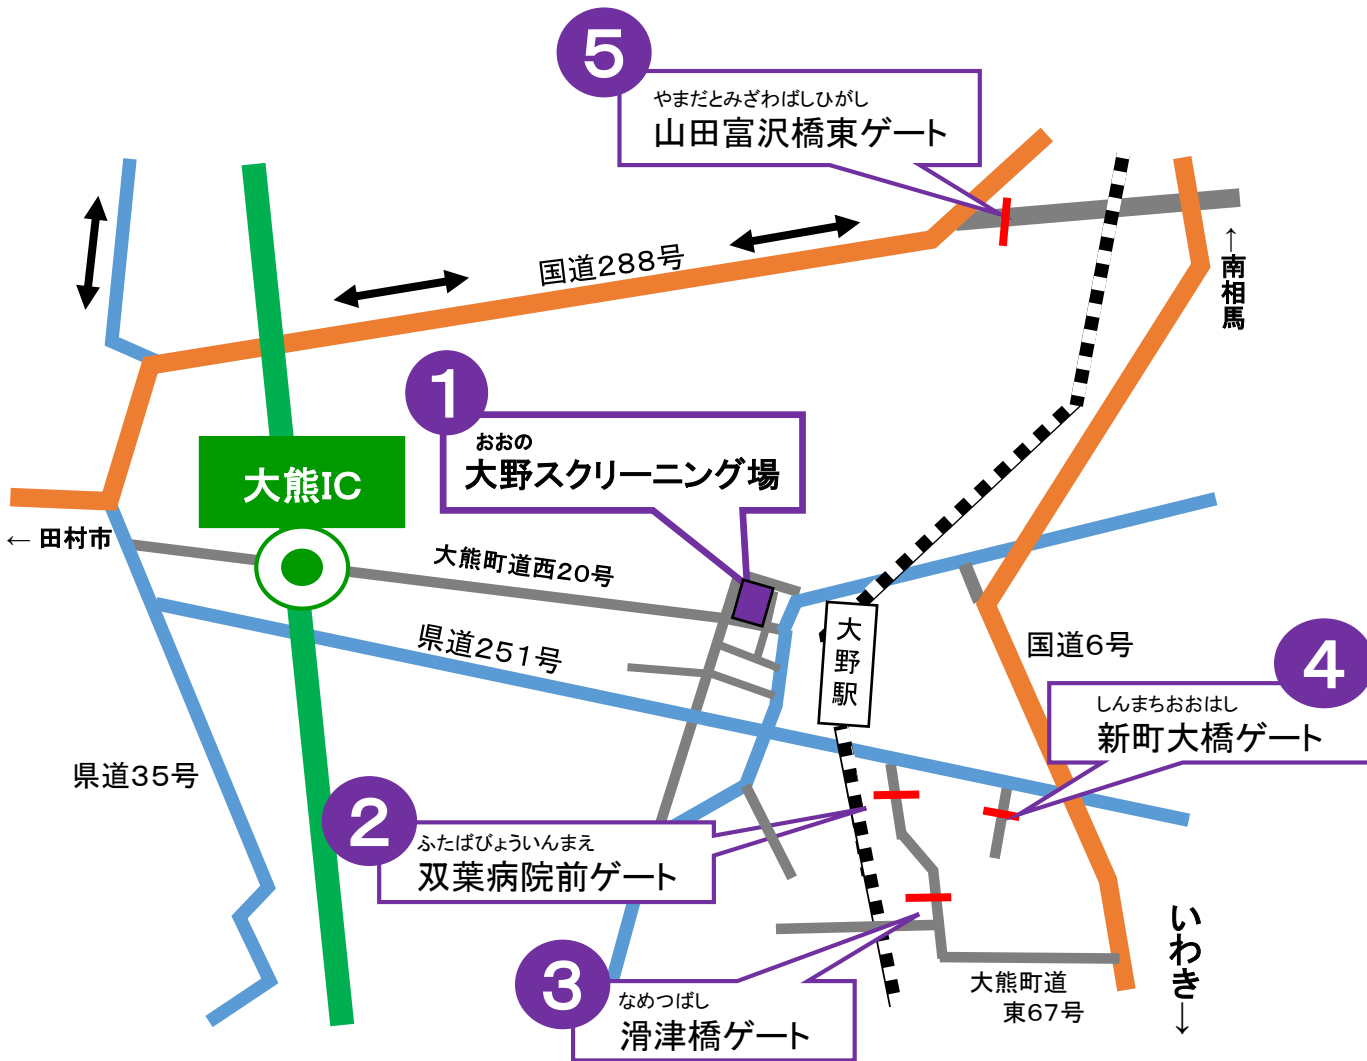 5
やまだとみざわばしひがし
山田富沢橋東ゲート
国道288号
↑
南相馬
1
おおの
大野スクリーニング場
大熊IC
← 田村市
大熊町道西20号
県道251号
大野駅
国道6号
4
しんまちおおはし
新町大橋ゲート
県道35号
2
ふたばびょういんまえ
双葉病院前ゲート
いわき
↓
3
なめつばし
滑津橋ゲート
大熊町道
東67号